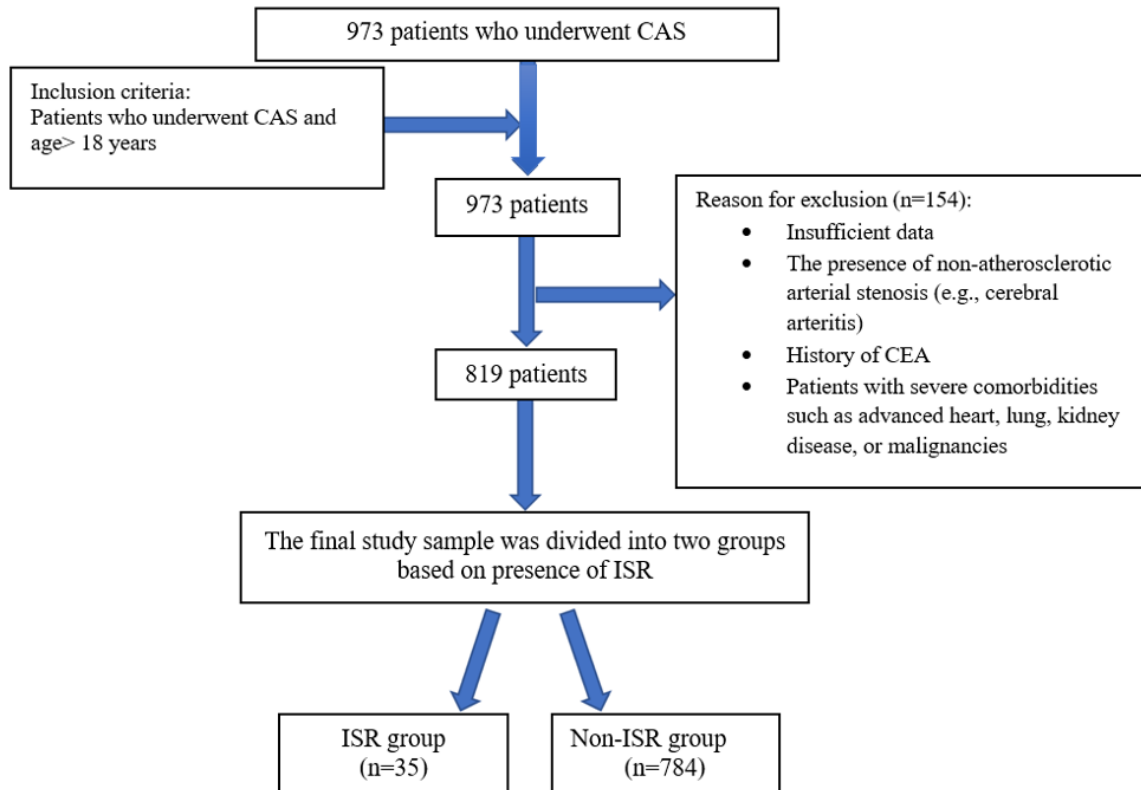 973 patients who underwent CAS
Inclusion criteria:
Patients who underwent CAS and
age> 18 years
973 patients
Reason for exclusion (n=154):
• Insufficient data
• The presence of non-atherosclerotic
arterial stenosis (e.g., cerebral
arteritis)
• History of CEA
• Patients with severe comorbidities
such as advanced heart, lung, kidney
disease, or malignancies
819 patients
The final study sample was divided into two groups
based on presence of ISR
ISR group
(n=35)
Non-ISR group
(n=784)